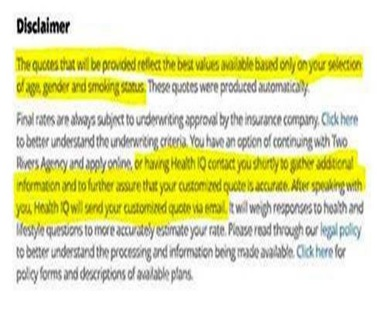 Disclaimer
The quotes that will be provided reflect the best values available based only on your selection
of age, gender and smoking status. These quotes were produced automatically.
Final rates are always subject to underwriting approval by the insurance company. Click here
to better understand the underwriting criteria. You have an option of continuing with Two
Rivers Agency and apply online, or having Health IQ contact you shortly to gather additional
information and to further assure that your customized quote is accurate. After speaking with
you, Health IQ will send your customized quote via email. It will weigh responses to health and
lifestyle questions to more accurately estimate your rate. Please read through our legal policy
to better understand the processing and information being made available. Click here for
policy forms and descriptions of available plans.